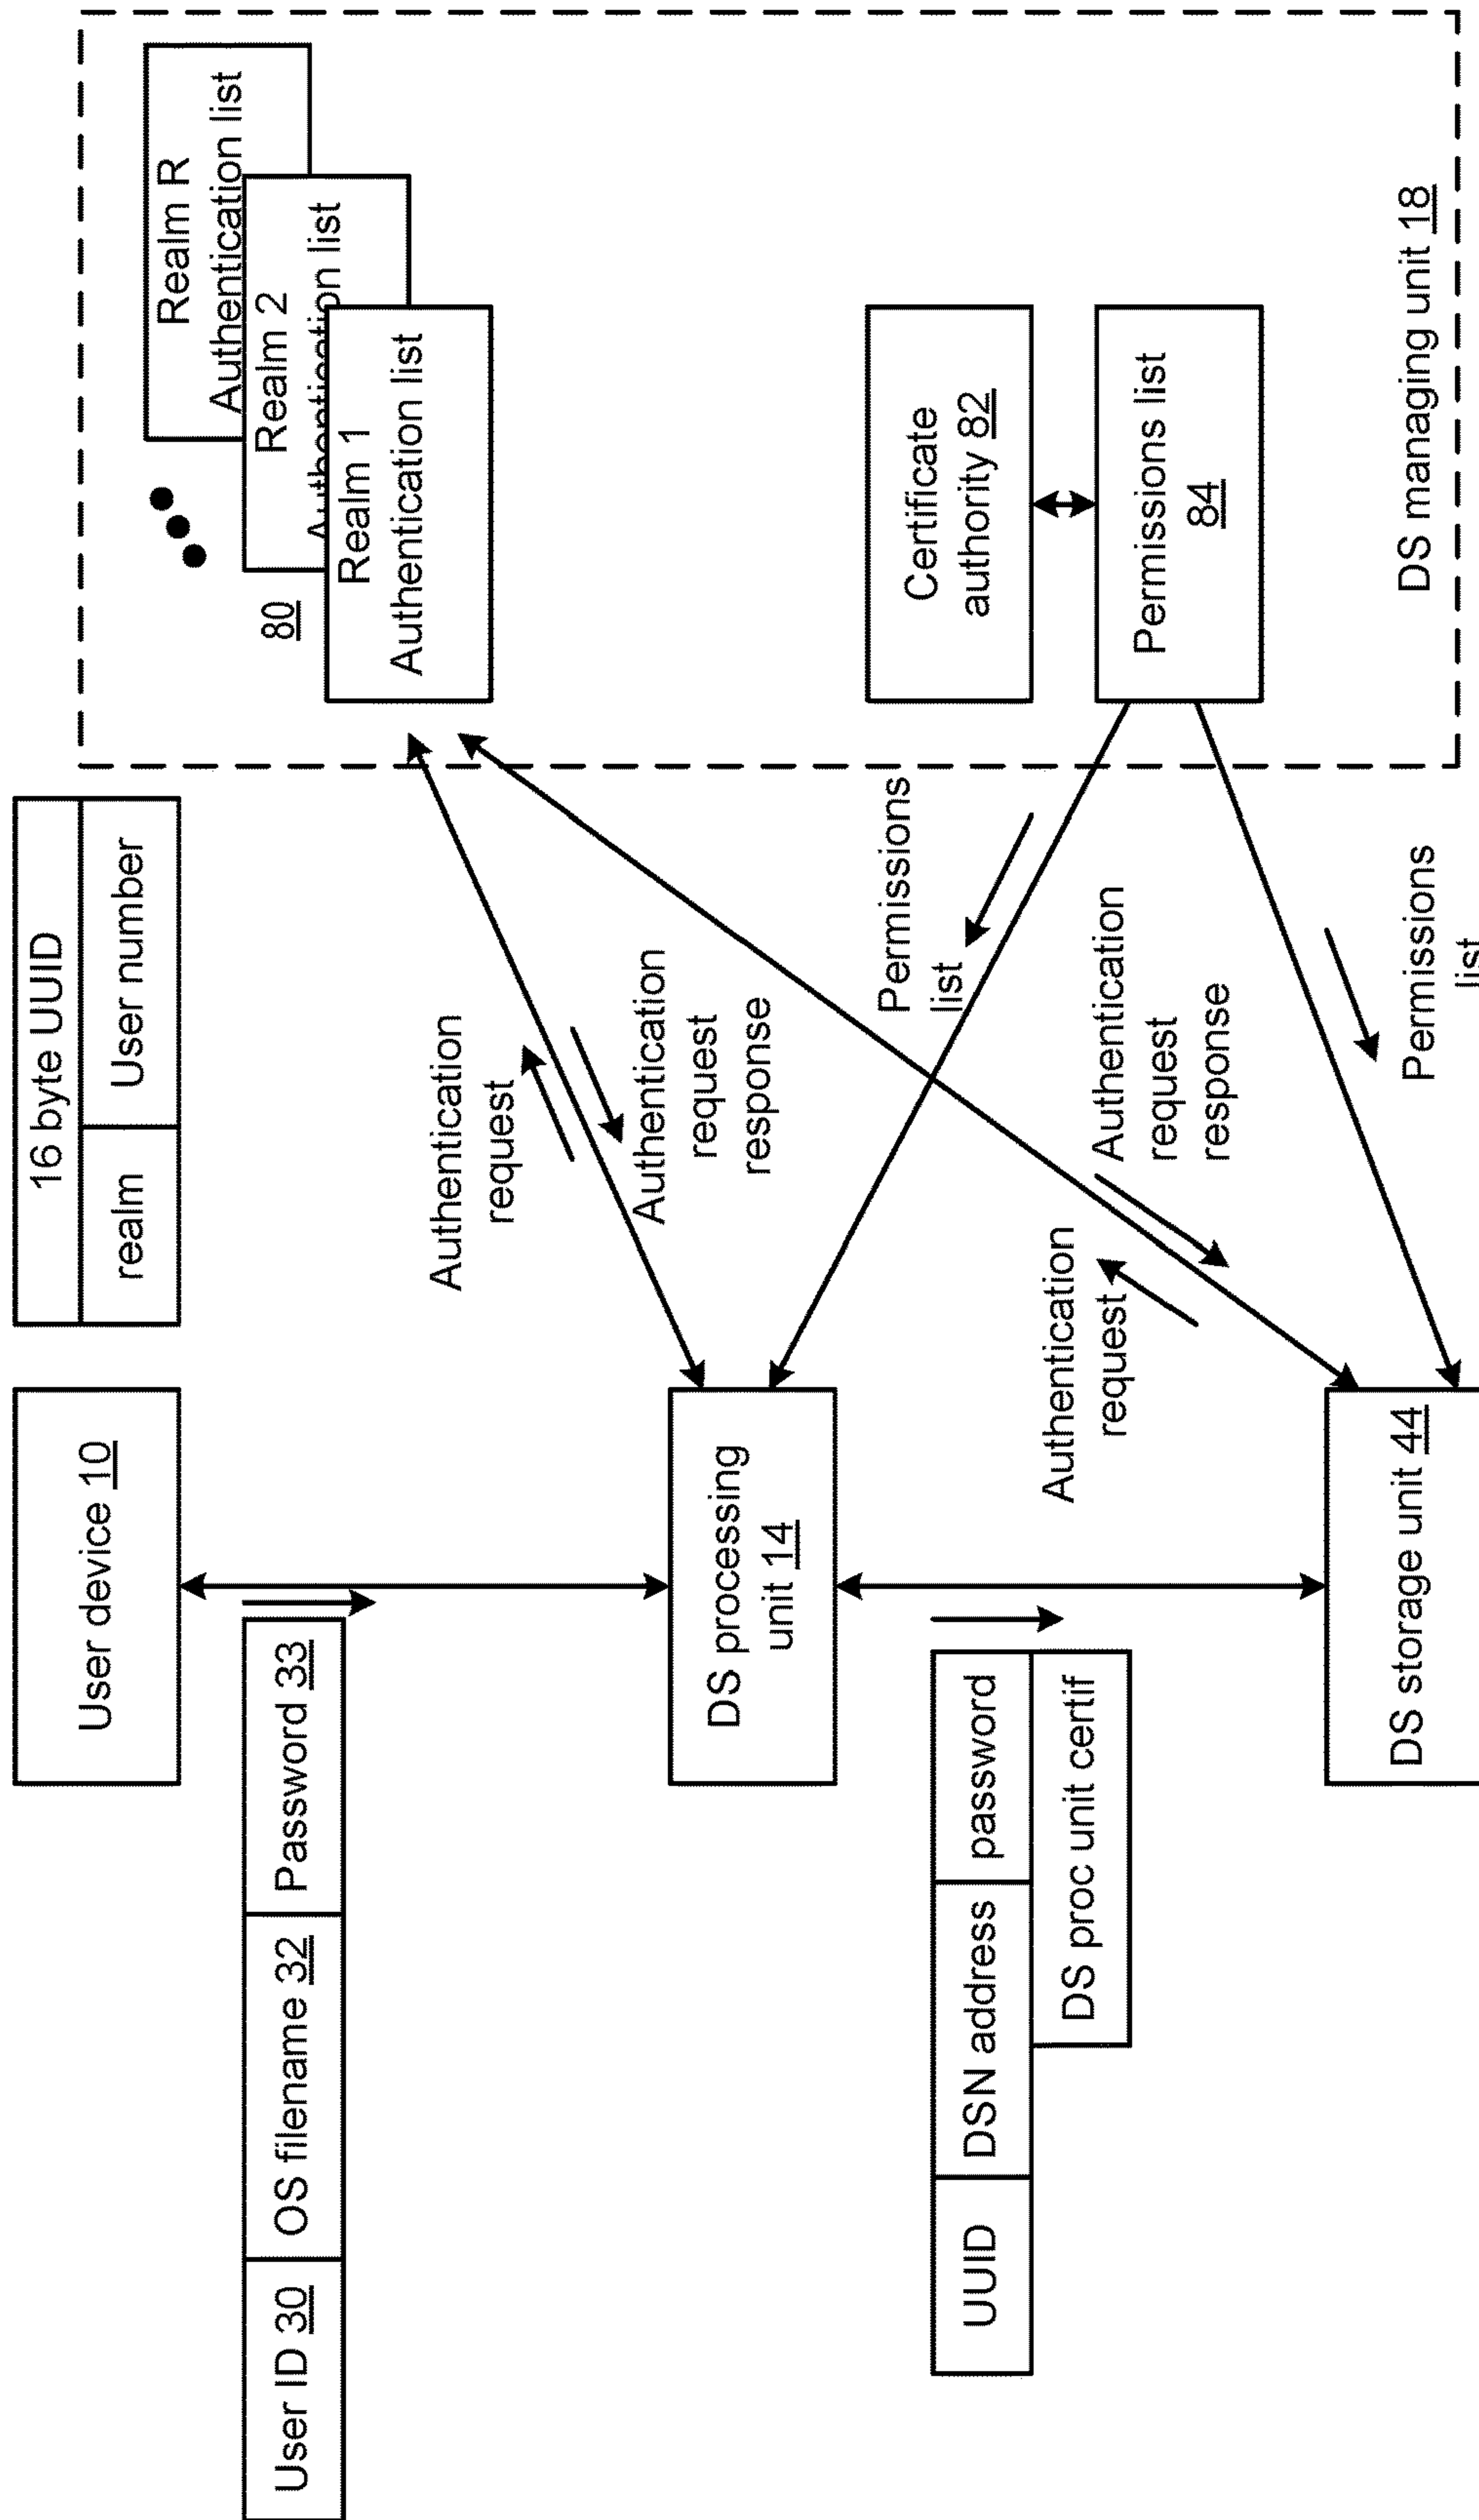 User device 10
16 byte UUID
realm
User number
User ID 30
OS filename 32
Password 33
Realm R
Authentication list
Realm 2
Authentication list
80
Realm 1
Authentication list
Authentication
request
Authentication
request
response
DS processing
unit 14
Permissions
list
Certificate
authority 82
Permissions list
84
UUID
DSN address
password
DS proc unit certif
Authentication
request
Authentication
request
response
DS storage unit 44
Permissions
list
DS managing unit 18